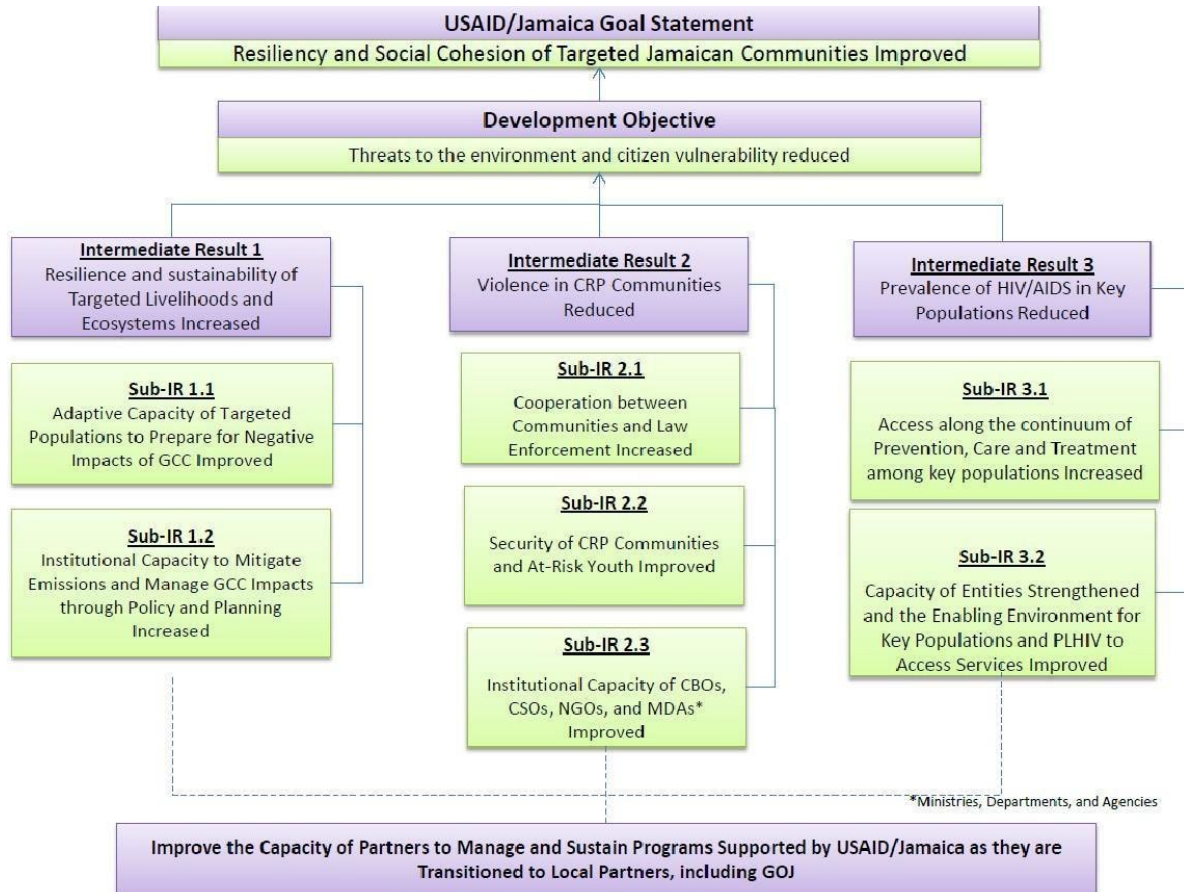 USAID/Jamaica Goal Statement
Resiliency and Social Cohesion of Targeted Jamaican Communities Improved
Development Objective
Threats to the environment and citizen vulnerability reduced
Intermediate Result 1
Resilience and sustainability of
Targeted Livelihoods and
Ecosystems Increased
Sub-IR 1.1
Adaptive Capacity of Targeted
Populations to Prepare for Negative
Impacts of GCC Improved
Sub-IR 1.2
Institutional Capacity to Mitigate
Emissions and Manage GCC Impacts
through Policy and Planning
Increased
Intermediate Result 2
Violence in CRP Communities
Reduced
Sub-IR 2.1
Cooperation between
Communities and Law
Enforcement Increased
Sub-IR 2.2
Security of CRP Communities
and At-Risk Youth Improved
Sub-IR 2.3
Institutional Capacity of CBOs,
CSOs, NGOs, and MDAs*
Improved
Intermediate Result 3
Prevalence of HIV/AIDS in Key
Populations Reduced
Sub-IR 3.1
Access along the continuum of
Prevention, Care and Treatment
among key populations Increased
Sub-IR 3.2
Capacity of Entities Strengthened
and the Enabling Environment for
Key Populations and PLHIV to
Access Services Improved
*Ministries, Departments, and Agencies
Improve the Capacity of Partners to Manage and Sustain Programs Supported by USAID/Jamaica as they are
Transitioned to Local Partners, including GOJ